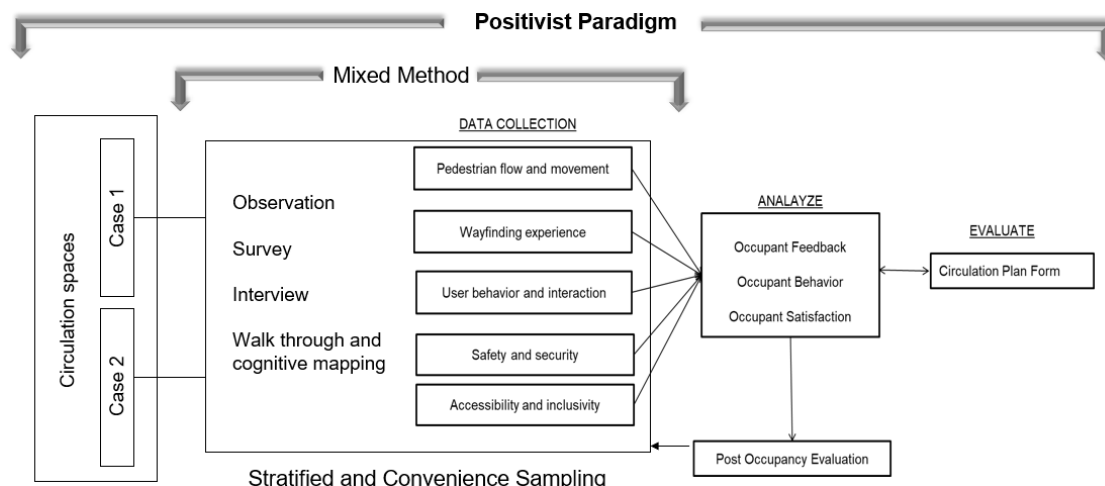 Positivist Paradigm
Mixed Method
Circulation spaces
Case 1
Case 2
DATA COLLECTION
Observation
Survey
Interview
Walk through and
cognitive mapping
Pedestrian flow and movement
Wayfinding experience
User behavior and interaction
Safety and security
Accessibility and inclusivity
Stratified and Convenience Sampling
ANALAYZE
Occupant Feedback
Occupant Behavior
Occupant Satisfaction
EVALUATE
Circulation Plan Form
Post Occupancy Evaluation